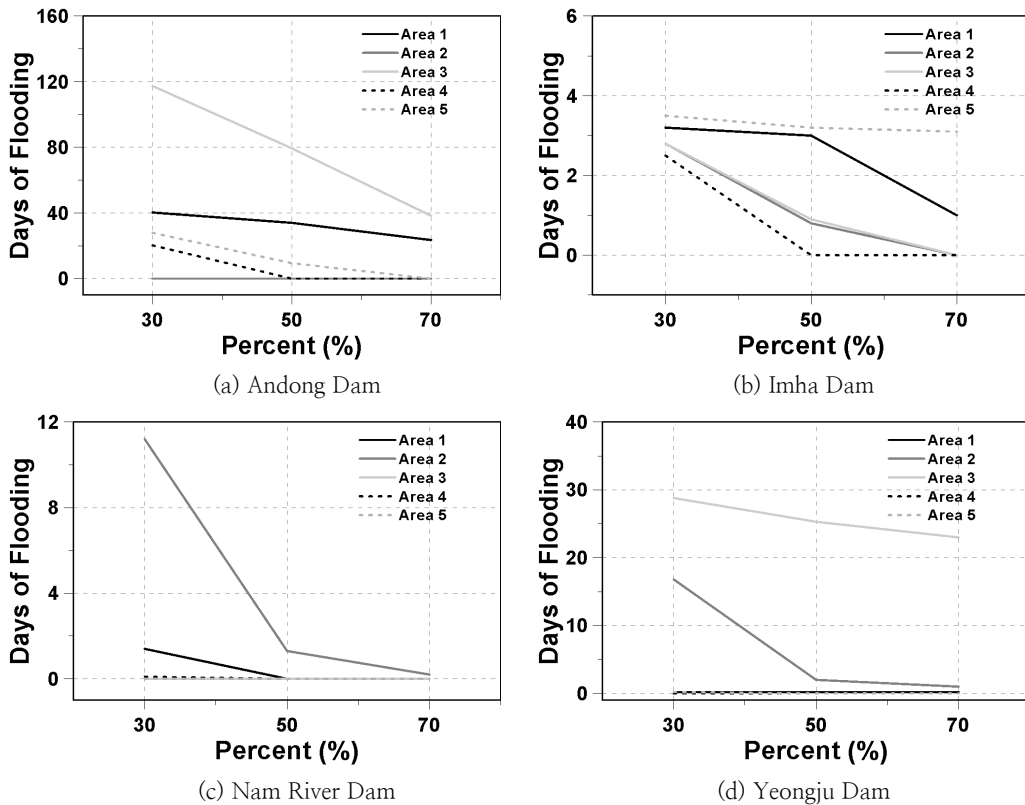 160
120
80
40
0
Days of Flooding
Area 1
Area 2
Area 3
Area 4
Area 5
30 50 70
Percent (%)
(a) Andong Dam
6
4
2
0
Days of Flooding
Area 1
Area 2
Area 3
Area 4
Area 5
30 50 70
Percent (%)
(b) Imha Dam
12
8
4
0
Days of Flooding
Area 1
Area 2
Area 3
Area 4
Area 5
30 50 70
Percent (%)
(c) Nam River Dam
40
30
20
10
0
Days of Flooding
Area 1
Area 2
Area 3
Area 4
Area 5
30 50 70
Percent (%)
(d) Yeongju Dam